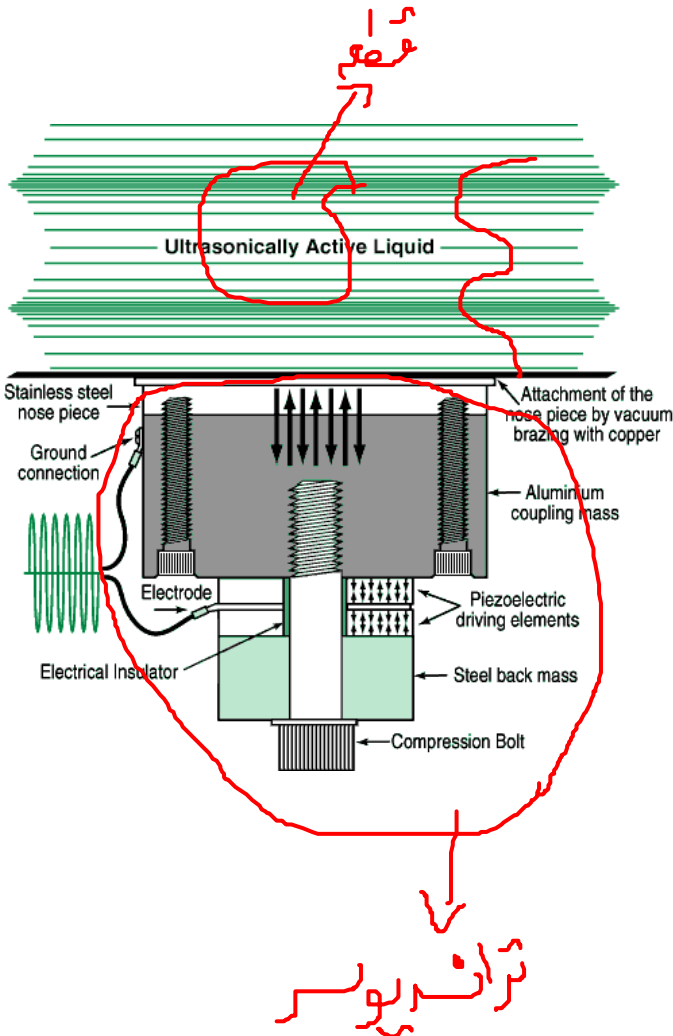 Ultrasonically Active Liquid
Stainless steel
nose piece
Attachment of the
nose piece by vacuum
brazing with copper
Ground
connection
Aluminium
coupling mass
Electrode
Piezoelectric
driving elements
Electrical Insulator
Steel back mass
Compression Bolt